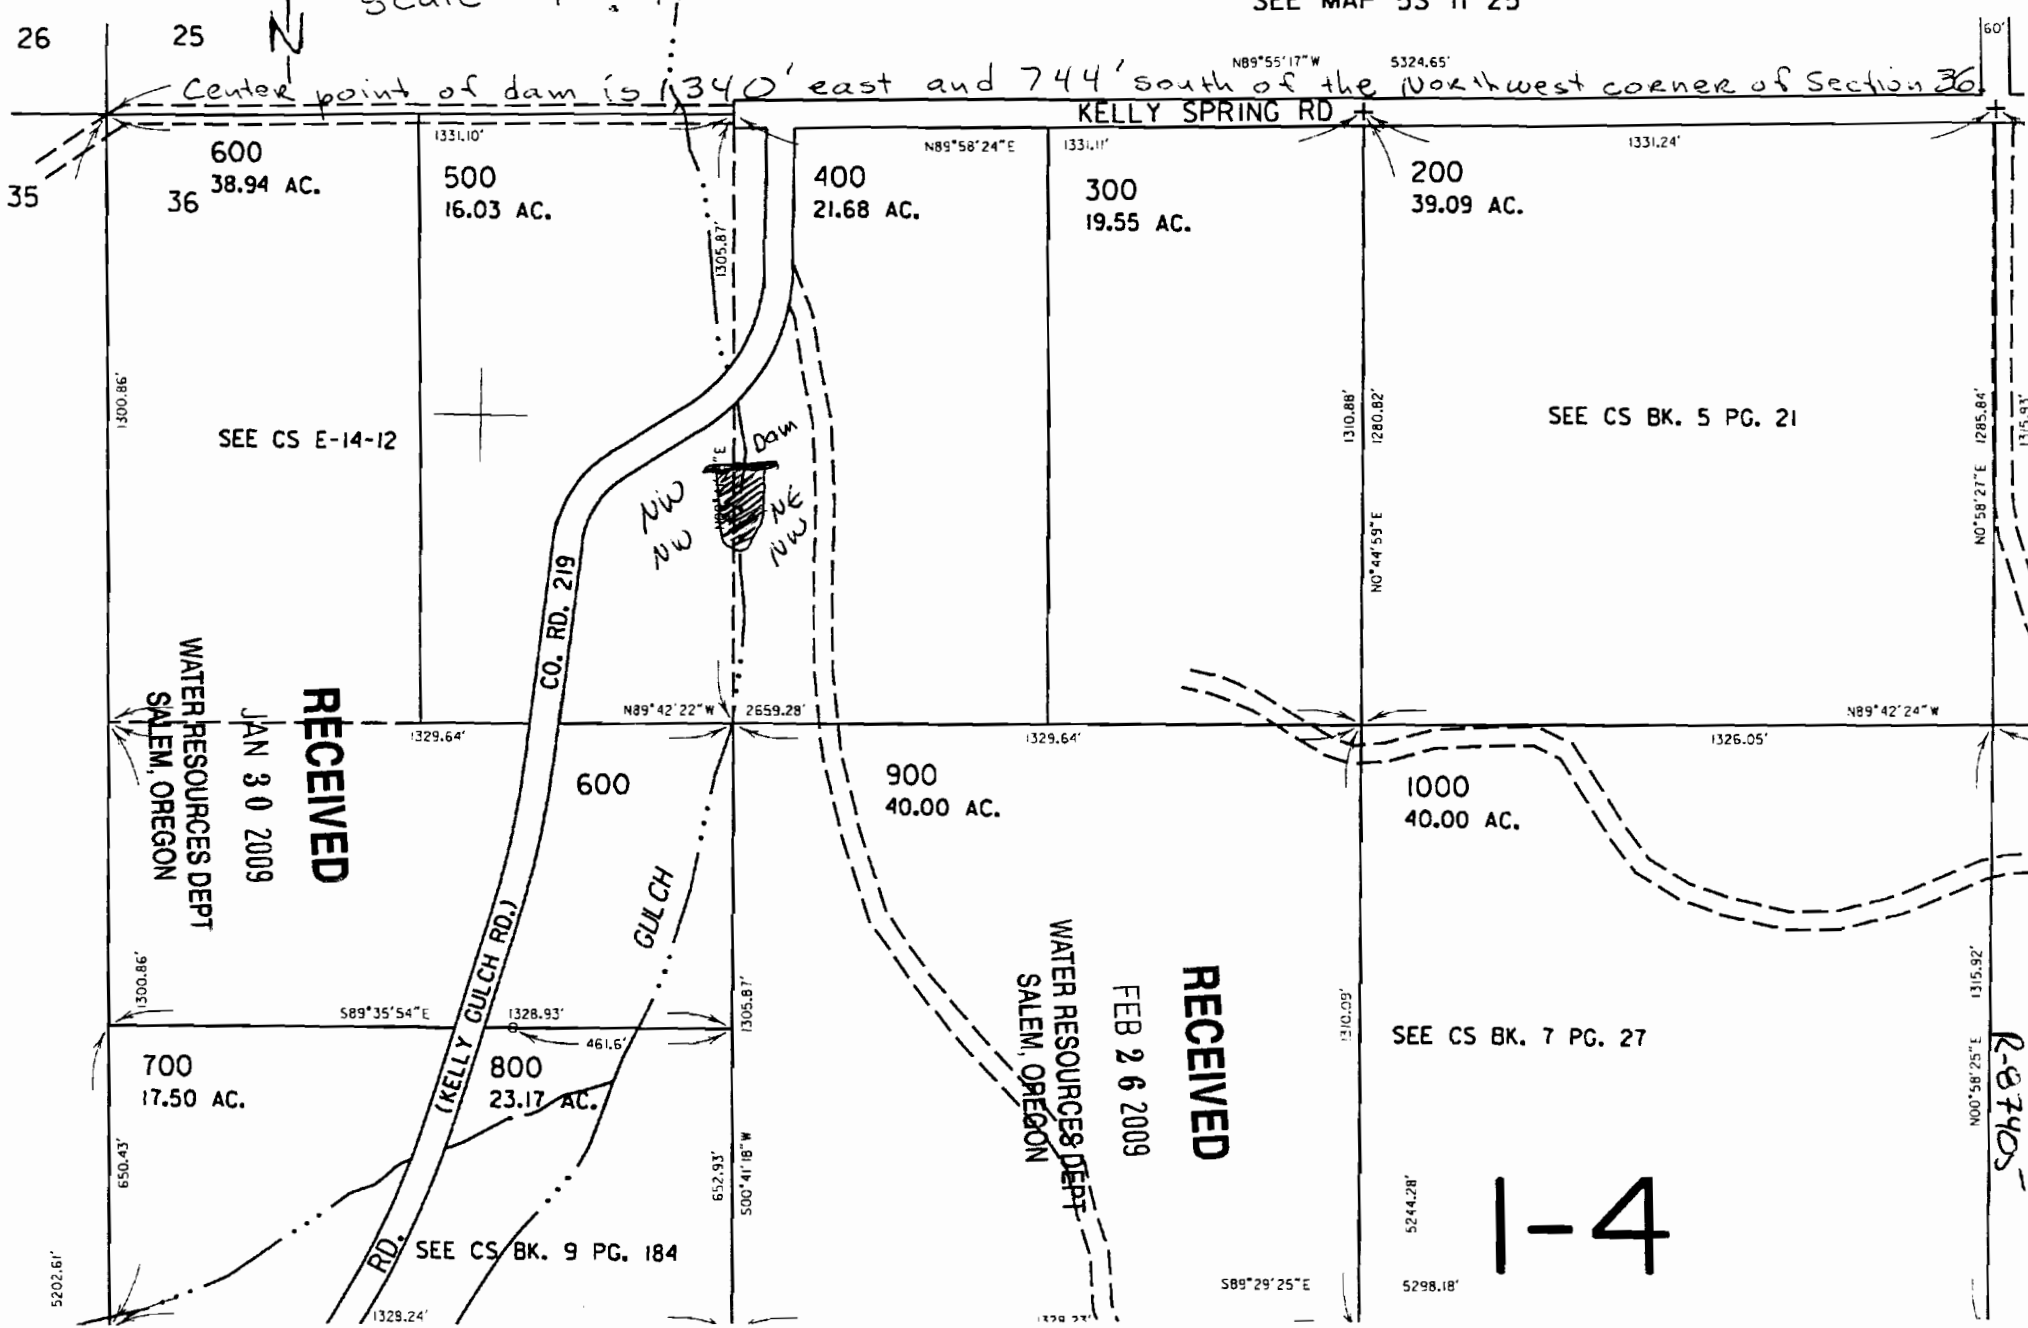 SEE MAP 5S 11 25
26
25
N
60'
N89°55'17"W
5324.65'
Center point of dam is 1340' east and 744' south of the Northwest corner of Section 36.
KELLY SPRING RD
1331.10'
N89°58'24"E
1331.11'
1331.24'
35
36
600
38.94 AC.
500
16.03 AC.
400
21.68 AC.
300
19.55 AC.
200
39.09 AC.
1305.87'
1300.86'
SEE CS E-14-12
1310.88'
1280.82'
SEE CS BK. 5 PG. 21
1285.84'
1315.93'
Dam
NW
NW
NE
NW
N0°44'59"E
N0°58'27"E
CO. RD. 219
RECEIVED
JAN 30 2009
WATER RESOURCES DEPT
SALEM, OREGON
N89°42'22"W
2659.28'
N89°42'24"W
1329.64'
1329.64'
1326.05'
600
900
40.00 AC.
1000
40.00 AC.
GULCH
(KELLY GULCH RD.)
1300.86'
1305.87'
1310.09'
1315.92'
S89°35'54"E
1328.93'
461.6'
RECEIVED
FEB 26 2009
WATER RESOURCES DEPT
SALEM, OREGON
SEE CS BK. 7 PG. 27
700
17.50 AC.
800
23.17 AC.
N00°58'25"E
R-87405
650.43'
652.93'
S00°41'18"W
5244.28'
1-4
RD.
SEE CS BK. 9 PG. 184
5202.61'
S89°29'25"E
5298.18'
1329.24'
1329.23'